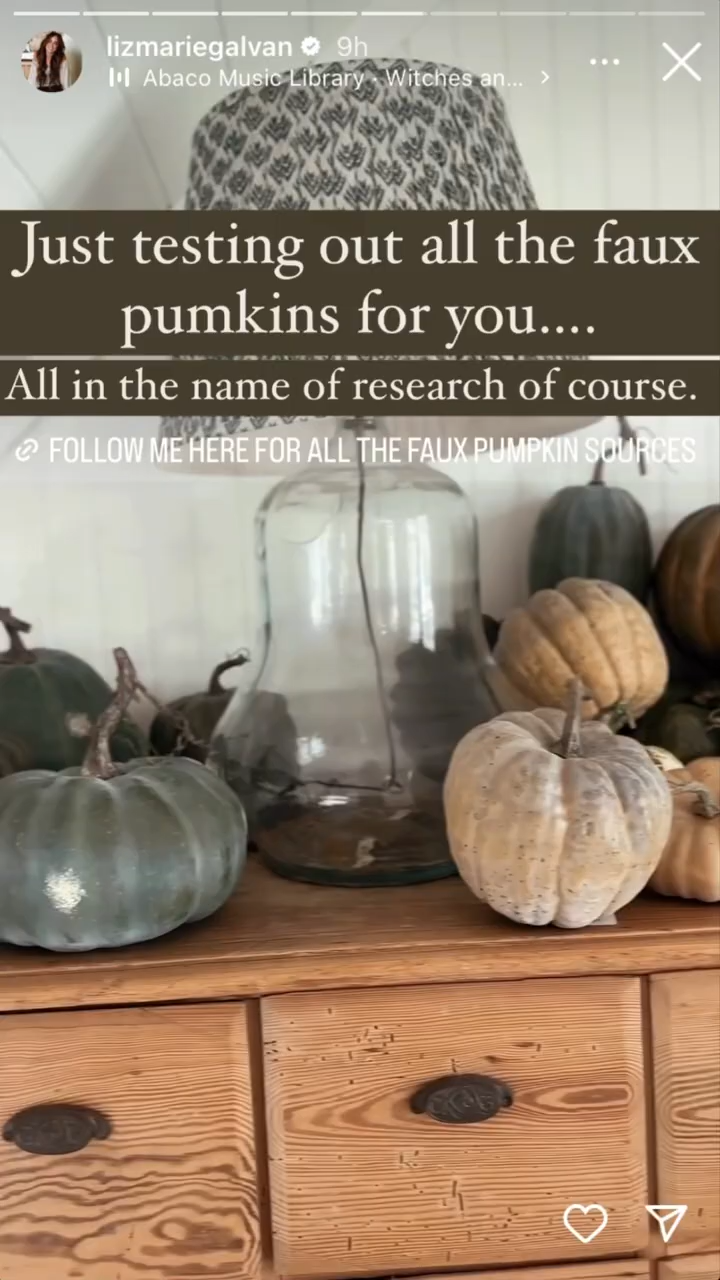 lizmariegalvan 9h
Abaco Music Library · Witches an...
Just testing out all the faux
pumkins for you....
All in the name of research of course.
FOLLOW ME HERE FOR ALL THE FAUX PUMPKIN SOURCES